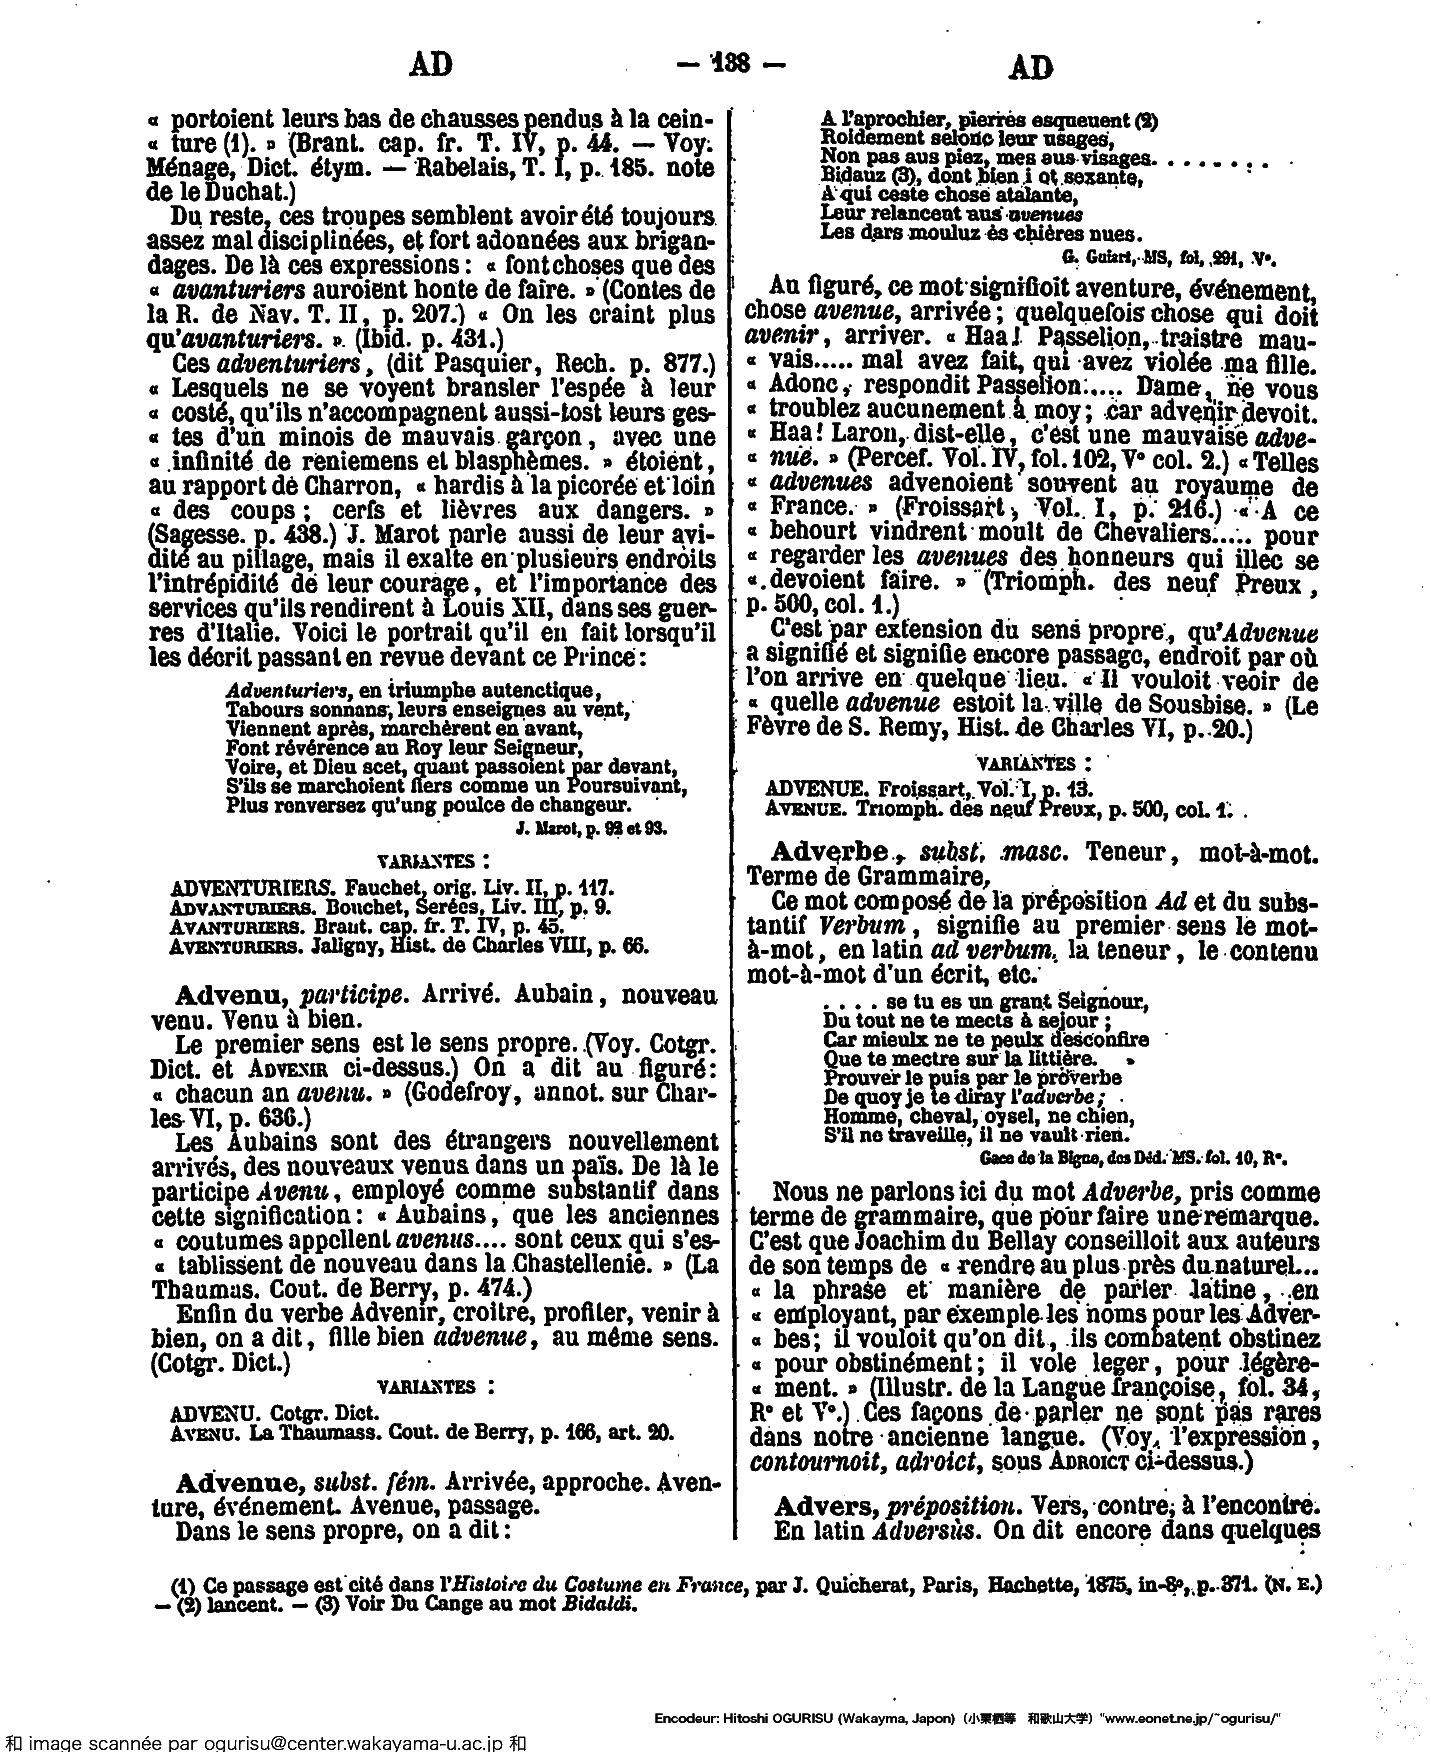 AD
— 138 —
AD
« portoient leurs bas de chausses pendus à la cein-
« ture (1). » (Brant. cap. fr. T. IV, p. 44. — Voy.
Ménage, Dict. étym. — Rabelais, T. I, p. 185. note
de le Duchat.)
Du reste, ces troupes semblent avoir été toujours
assez mal disciplinées, et fort adonnées aux brigan-
dages. De là ces expressions : « font choses que des
« avanturiers auroient honte de faire. » (Contes de
la R. de Nav. T. II, p. 207.) « On les craint plus
qu'avanturiers. » (Ibid. p. 431.)
Ces adventuriers, (dit Pasquier, Rech. p. 877.)
« Lesquels ne se voyent bransler l'espée à leur
« costé, qu'ils n'accompagnent aussi-tost leurs ges-
« tes d'un minois de mauvais garçon, avec une
« infinité de reniemens et blasphèmes. » étoient,
au rapport de Charron, « hardis à la picorée et loin
« des coups ; cerfs et lièvres aux dangers. »
(Sagesse. p. 438.) J. Marot parle aussi de leur avi-
dité au pillage, mais il exalte en plusieurs endroits
l'intrépidité de leur courage, et l'importance des
services qu'ils rendirent à Louis XII, dans ses guer-
res d'Italie. Voici le portrait qu'il en fait lorsqu'il
les décrit passant en revue devant ce Prince :
Adventuriers, en triumphe autenctique,
Tabours sonnans, leurs enseignes au vent,
Viennent après, marchèrent en avant,
Font révérence au Roy leur Seigneur,
Voire, et Dieu scet, quant passoient par devant,
S'ils se marchoient fiers comme un Poursuivant,
Plus renversez qu'ung poulce de changeur.
J. Marot, p. 92 et 93.
VARIANTES :
ADVENTURIERS. Fauchet, orig. Liv. II, p. 117.
ADVANTURIERS. Bouchet, Serées, Liv. III, p. 9.
AVANTURIERS. Brant. cap. fr. T. IV, p. 45.
AVENTURIERS. Jaligny, Hist. de Charles VIII, p. 66.
Advenu, participe. Arrivé. Aubain, nouveau
venu. Venu à bien.
Le premier sens est le sens propre. (Voy. Cotgr.
Dict. et ADVENIR ci-dessus.) On a dit au figuré :
« chacun an avenu. » (Godefroy, annot. sur Char-
les VI, p. 636.)
Les Aubains sont des étrangers nouvellement
arrivés, des nouveaux venus dans un païs. De là le
participe Avenu, employé comme substantif dans
cette signification : « Aubains, que les anciennes
« coutumes appellent avenus.... sont ceux qui s'es-
« tablissent de nouveau dans la Chastellenie. » (La
Thaumas. Cout. de Berry, p. 474.)
Enfin du verbe Advenir, croitre, profiter, venir à
bien, on a dit, fille bien advenue, au même sens.
(Cotgr. Dict.)
VARIANTES :
ADVENU. Cotgr. Dict.
AVENU. La Thaumass. Cout. de Berry, p. 166, art. 20.
Advenue, subst. fém. Arrivée, approche. Aven-
ture, événement. Avenue, passage.
Dans le sens propre, on a dit :
A l'aprochier, pierres esqueuent (2)
Roidement selonc leur usages,
Non pas aus piez, mes aus visages. . . . . . . .
Bidauz (3), dont bien i ot sexante,
A qui ceste chose atalante,
Leur relancent aus avenues
Les dars mouluz ès chières nues.
G. Guiart, MS, fol, 291, V°.
Au figuré, ce mot signifioit aventure, événement,
chose avenue, arrivée ; quelquefois chose qui doit
avenir, arriver. « Haa! Passelion, traistre mau-
« vais..... mal avez fait, qui avez violée ma fille.
« Adonc, respondit Passelion..... Dame, ne vous
« troublez aucunement à moy ; car advenir devoit.
« Haa ! Laron, dist-elle, c'est une mauvaise adve-
« nue. » (Percef. Vol. IV, fol. 102, V° col. 2.) « Telles
« advenues advenoient souvent au royaume de
« France. » (Froissart, Vol. I, p. 216.) « A ce
« behourt vindrent moult de Chevaliers..... pour
« regarder les avenues des honneurs qui illec se
« devoient faire. » (Triomph. des neuf Preux,
p. 500, col. 1.)
C'est par extension du sens propre, qu'Advenue
a signifié et signifie encore passage, endroit par où
l'on arrive en quelque lieu. « Il vouloit veoir de
« quelle advenue estoit la ville de Sousbise. » (Le
Fèvre de S. Remy, Hist. de Charles VI, p. 20.)
VARIANTES :
ADVENUE. Froissart, Vol. I, p. 13.
AVENUE. Triomph. des neuf Preux, p. 500, col. 1.
Adverbe, subst. masc. Teneur, mot-à-mot.
Terme de Grammaire,
Ce mot composé de la préposition Ad et du subs-
tantif Verbum, signifie au premier sens le mot-
à-mot, en latin ad verbum, la teneur, le contenu
mot-à-mot d'un écrit, etc.
. . . . se tu es un grant Seignour,
Du tout ne te mects à sejour ;
Car mieulx ne te peulx desconfire
Que te mectre sur la littière.
Prouver le puis par le proverbe
De quoy je te diray l'adverbe ;
Homme, cheval, oysel, ne chien,
S'il ne traveille, il ne vault rien.
Gace de la Bigne, des Déd. MS. fol. 10, R°.
Nous ne parlons ici du mot Adverbe, pris comme
terme de grammaire, que pour faire une remarque.
C'est que Joachim du Bellay conseilloit aux auteurs
de son temps de « rendre au plus près du naturel...
« la phrase et manière de parler latine, en
« employant, par exemple les noms pour les Adver-
« bes ; il vouloit qu'on dit, ils combatent obstinez
« pour obstinément ; il vole leger, pour légère-
« ment. » (Illustr. de la Langue françoise, fol. 34,
R° et V°.) Ces façons de parler ne sont pas rares
dans notre ancienne langue. (Voy. l'expression,
contournoit, adroict, sous ADROICT ci-dessus.)
Advers, préposition. Vers, contre, à l'encontre.
En latin Adversùs. On dit encore dans quelques
(1) Ce passage est cité dans l'Histoire du Costume en France, par J. Quicherat, Paris, Hachette, 1875, in-8°, p. 371. (N. E.)
— (2) lancent. — (3) Voir Du Cange au mot Bidaldi.
Encodeur: Hitoshi OGURISU (Wakayma, Japon) (小栗栖等 和歌山大学) "www.eonet.ne.jp/~ogurisu/"
和 image scannée par ogurisu@center.wakayama-u.ac.jp 和